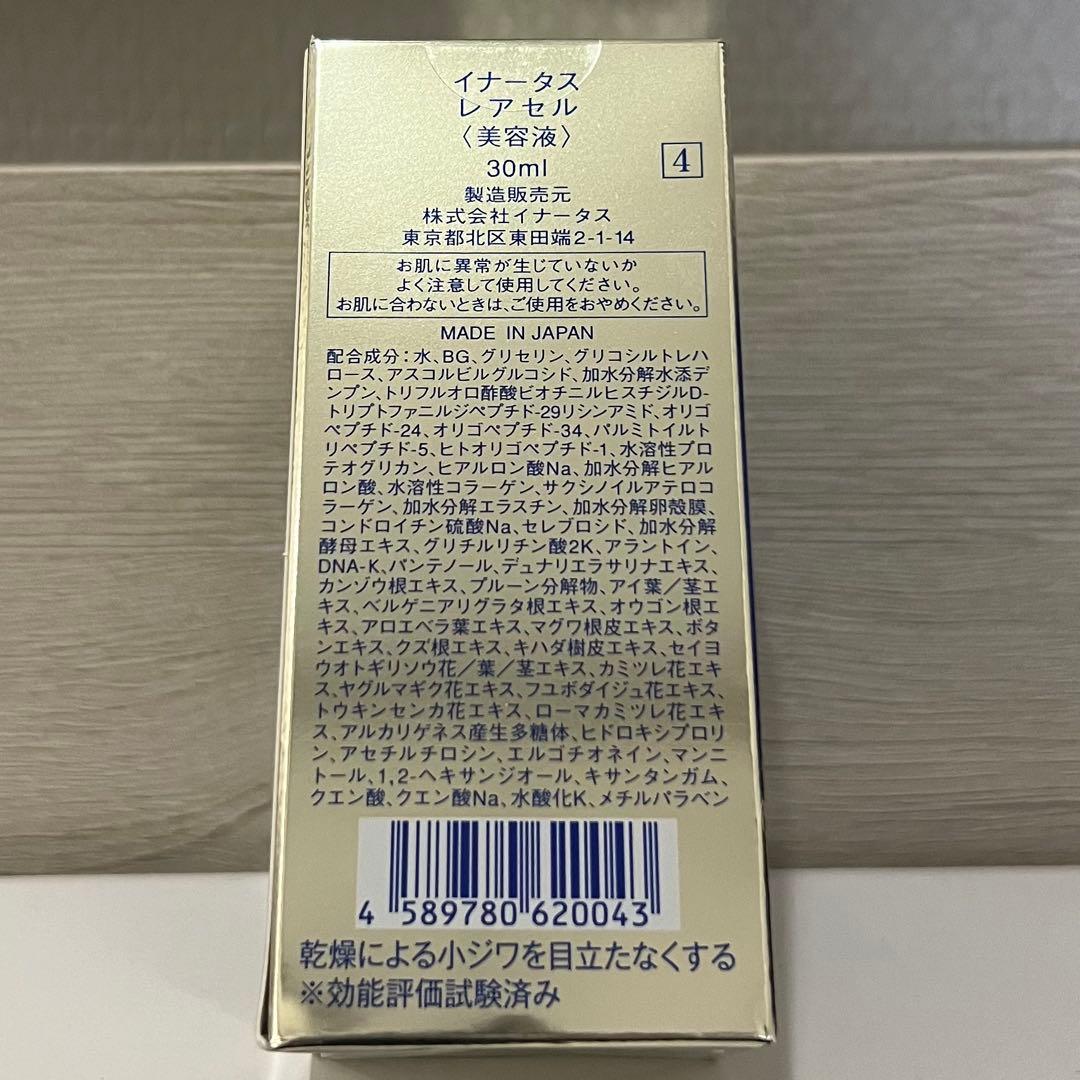 イナータス
レアセル
〈美容液〉
30ml
4
製造販売元
株式会社イナータス
東京都北区東田端2-1-14
お肌に異常が生じていないか
よく注意して使用してください。
お肌に合わないときは、ご使用をおやめください。
MADE IN JAPAN
配合成分：水、BG、グリセリン、グリコシルトレハ
ロース、アスコルビルグルコシド、加水分解水添デ
ンプン、トリフルオロ酢酸ビオチニルヒスチジルD-
トリプトファニルジペプチド-29リシンアミド、オリゴ
ペプチド-24、オリゴペプチド-34、パルミトイルト
リペプチド-5、ヒトオリゴペプチド-1、水溶性プロ
テオグリカン、ヒアルロン酸Na、加水分解ヒアル
ロン酸、水溶性コラーゲン、サクシノイルアテロコ
ラーゲン、加水分解エラスチン、加水分解卵殻膜、
コンドロイチン硫酸Na、セレブロシド、加水分解
酵母エキス、グリチルリチン酸2K、アラントイン、
DNA-K、パンテノール、デュナリエラサリナエキス、
カンゾウ根エキス、プルーン分解物、アイ葉／茎エ
キス、ベルゲニアリグラタ根エキス、オウゴン根エ
キス、アロエベラ葉エキス、マグワ根皮エキス、ボタ
ンエキス、クズ根エキス、キハダ樹皮エキス、セイヨ
ウオトギリソウ花／葉／茎エキス、カミツレ花エキ
ス、ヤグルマギク花エキス、フユボダイジュ花エキス、
トウキンセンカ花エキス、ローマカミツレ花エキ
ス、アルカリゲネス産生多糖体、ヒドロキシプロリ
ン、アセチルチロシン、エルゴチオネイン、マンニ
トール、1,2-ヘキサンジオール、キサンタンガム、
クエン酸、クエン酸Na、水酸化K、メチルパラベン
4 589780 620043
乾燥による小ジワを目立たなくする
※効能評価試験済み